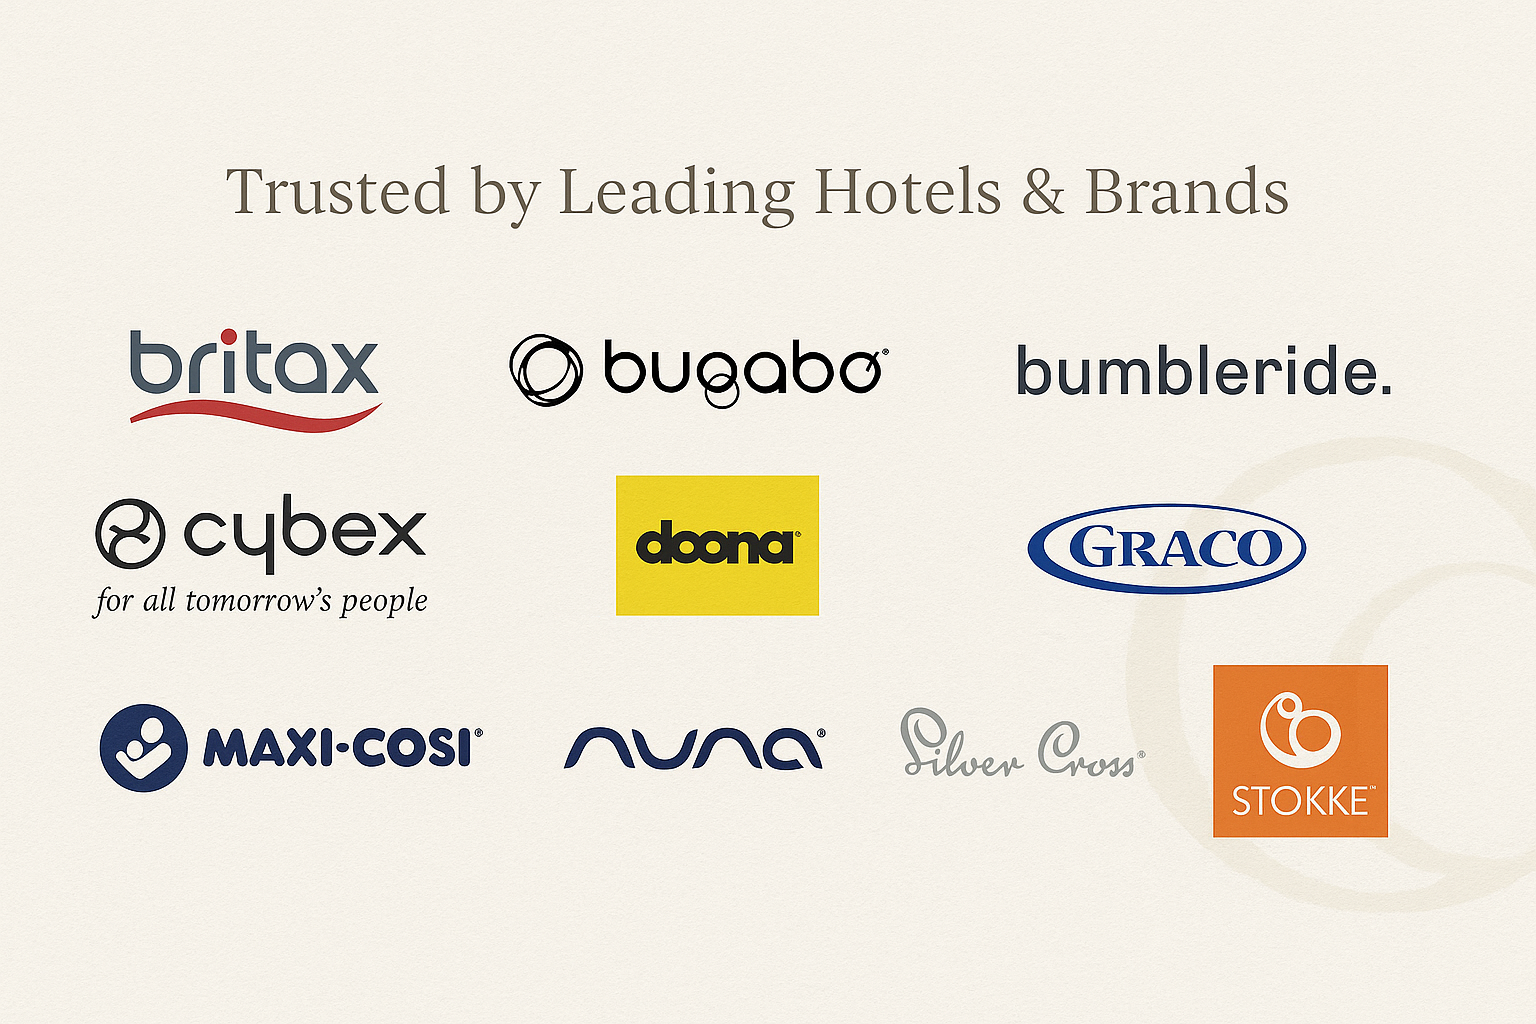 Trusted by Leading Hotels & Brands
britax
bugabo®
bumbleride.
cybex
for all tomorrow's people
doona®
GRACO
MAXI-COSI®
nuna®
Silver Cross®
STOKKE™